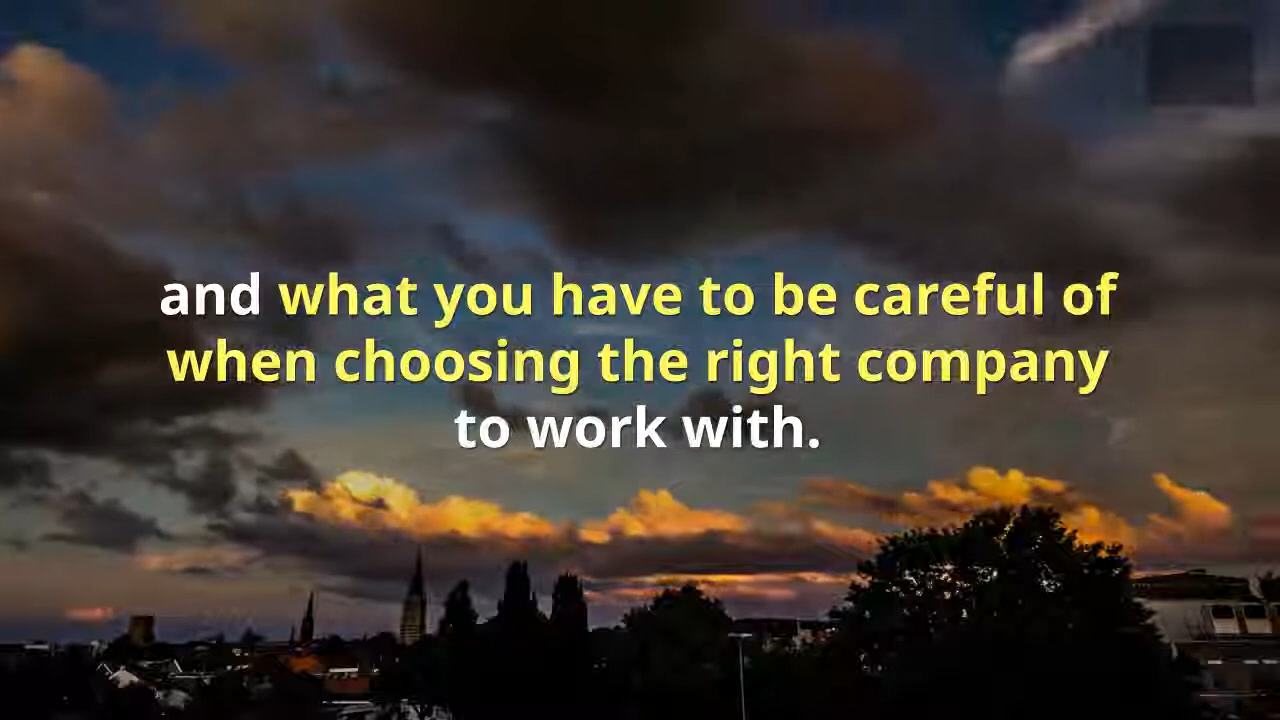 and what you have to be careful of
when choosing the right company
to work with.